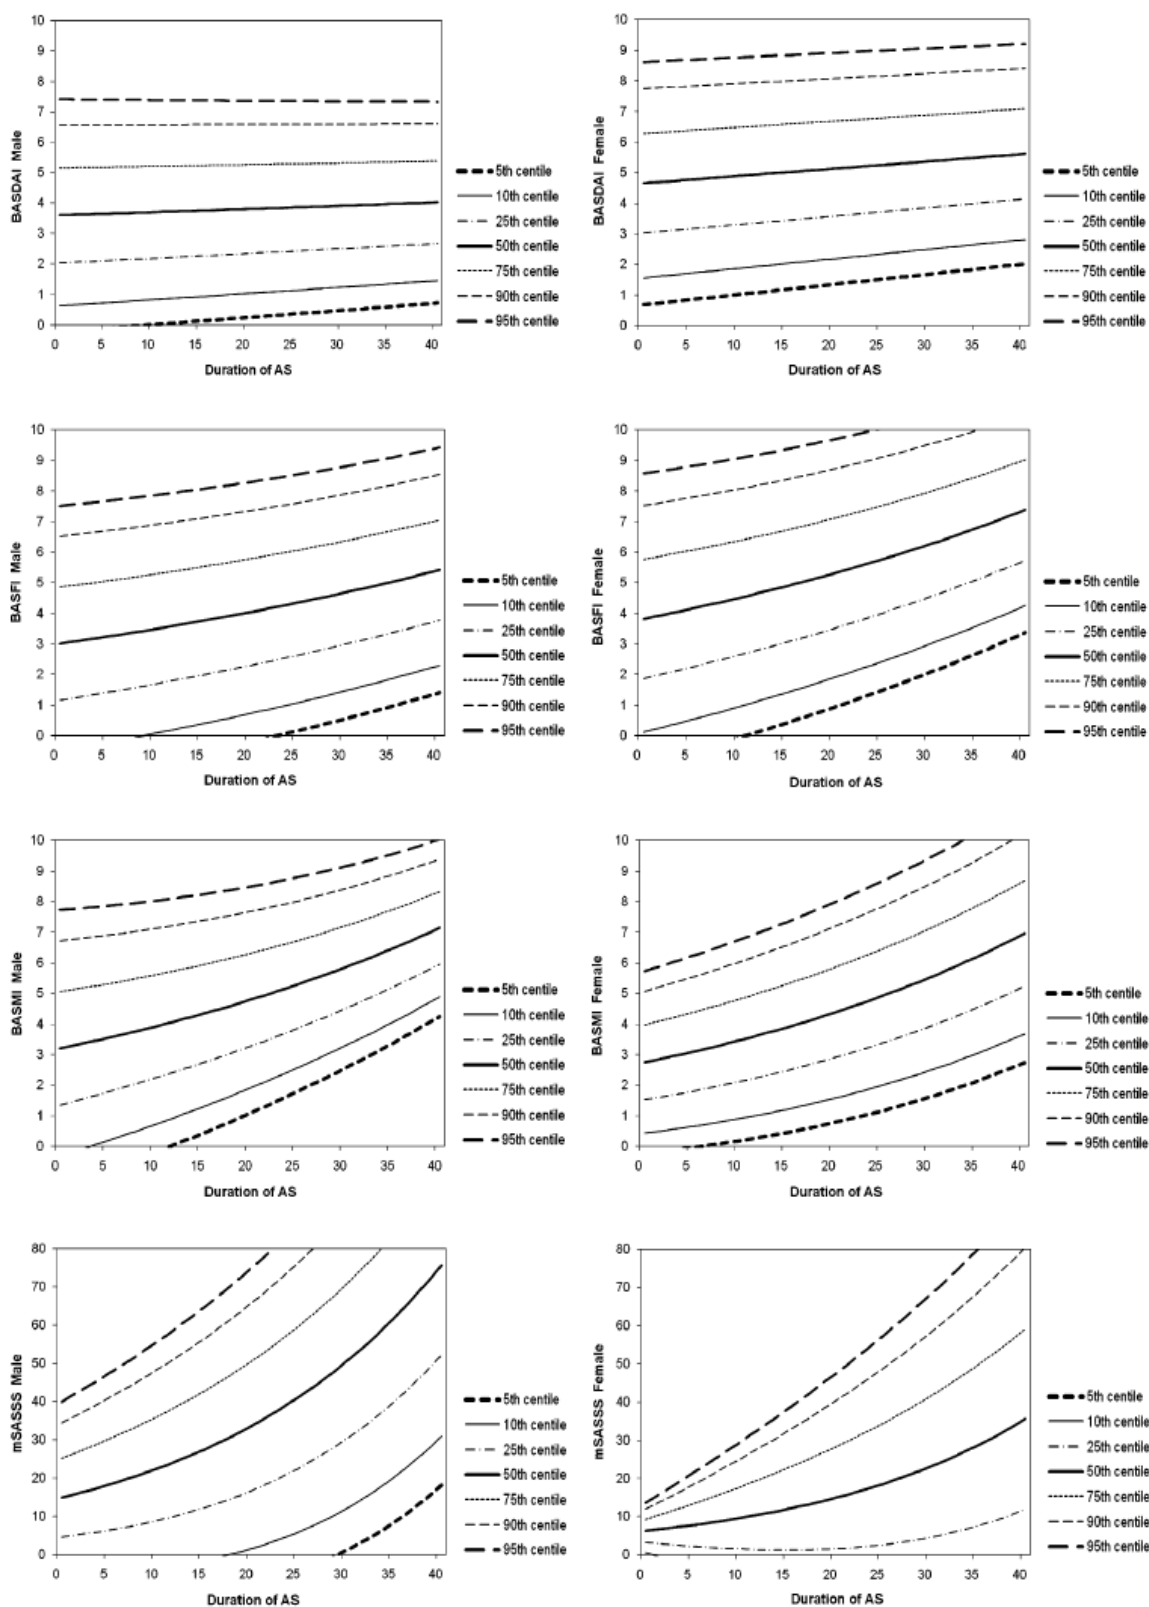 10
9
8
7
6
5
4
3
2
1
0
BASDAI Male
0 5 10 15 20 25 30 35 40
Duration of AS
5th centile
10th centile
25th centile
50th centile
75th centile
90th centile
95th centile
10
9
8
7
6
5
4
3
2
1
0
BASDAI Female
0 5 10 15 20 25 30 35 40
Duration of AS
5th centile
10th centile
25th centile
50th centile
75th centile
90th centile
95th centile
10
9
8
7
6
5
4
3
2
1
0
BASFI Male
0 5 10 15 20 25 30 35 40
Duration of AS
5th centile
10th centile
25th centile
50th centile
75th centile
90th centile
95th centile
10
9
8
7
6
5
4
3
2
1
0
BASFI Female
0 5 10 15 20 25 30 35 40
Duration of AS
5th centile
10th centile
25th centile
50th centile
75th centile
90th centile
95th centile
10
9
8
7
6
5
4
3
2
1
0
BASMI Male
0 5 10 15 20 25 30 35 40
Duration of AS
5th centile
10th centile
25th centile
50th centile
75th centile
90th centile
95th centile
10
9
8
7
6
5
4
3
2
1
0
BASMI Female
0 5 10 15 20 25 30 35 40
Duration of AS
5th centile
10th centile
25th centile
50th centile
75th centile
90th centile
95th centile
80
70
60
50
40
30
20
10
0
mSASSS Male
0 5 10 15 20 25 30 35 40
Duration of AS
5th centile
10th centile
25th centile
50th centile
75th centile
90th centile
95th centile
80
70
60
50
40
30
20
10
0
mSASSS Female
0 5 10 15 20 25 30 35 40
Duration of AS
5th centile
10th centile
25th centile
50th centile
75th centile
90th centile
95th centile